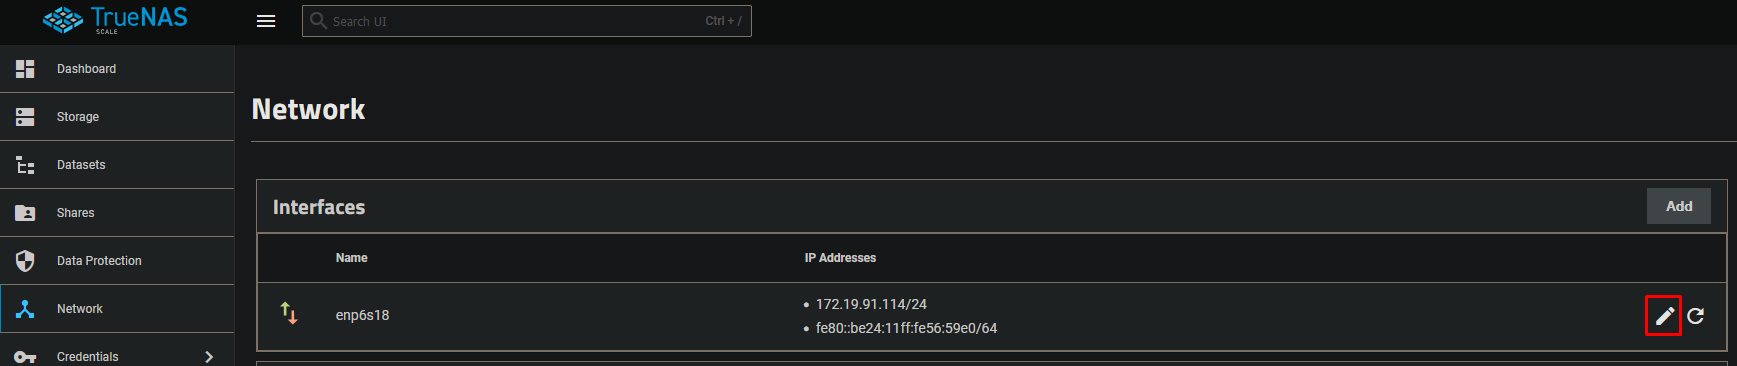 TrueNAS
SCALE
Search UI
Ctrl + /
Dashboard
Storage
Datasets
Shares
Data Protection
Network
Credentials
Network
Interfaces
Add
Name
IP Addresses
enp6s18
172.19.91.114/24
fe80::be24:11ff:fe56:59e0/64